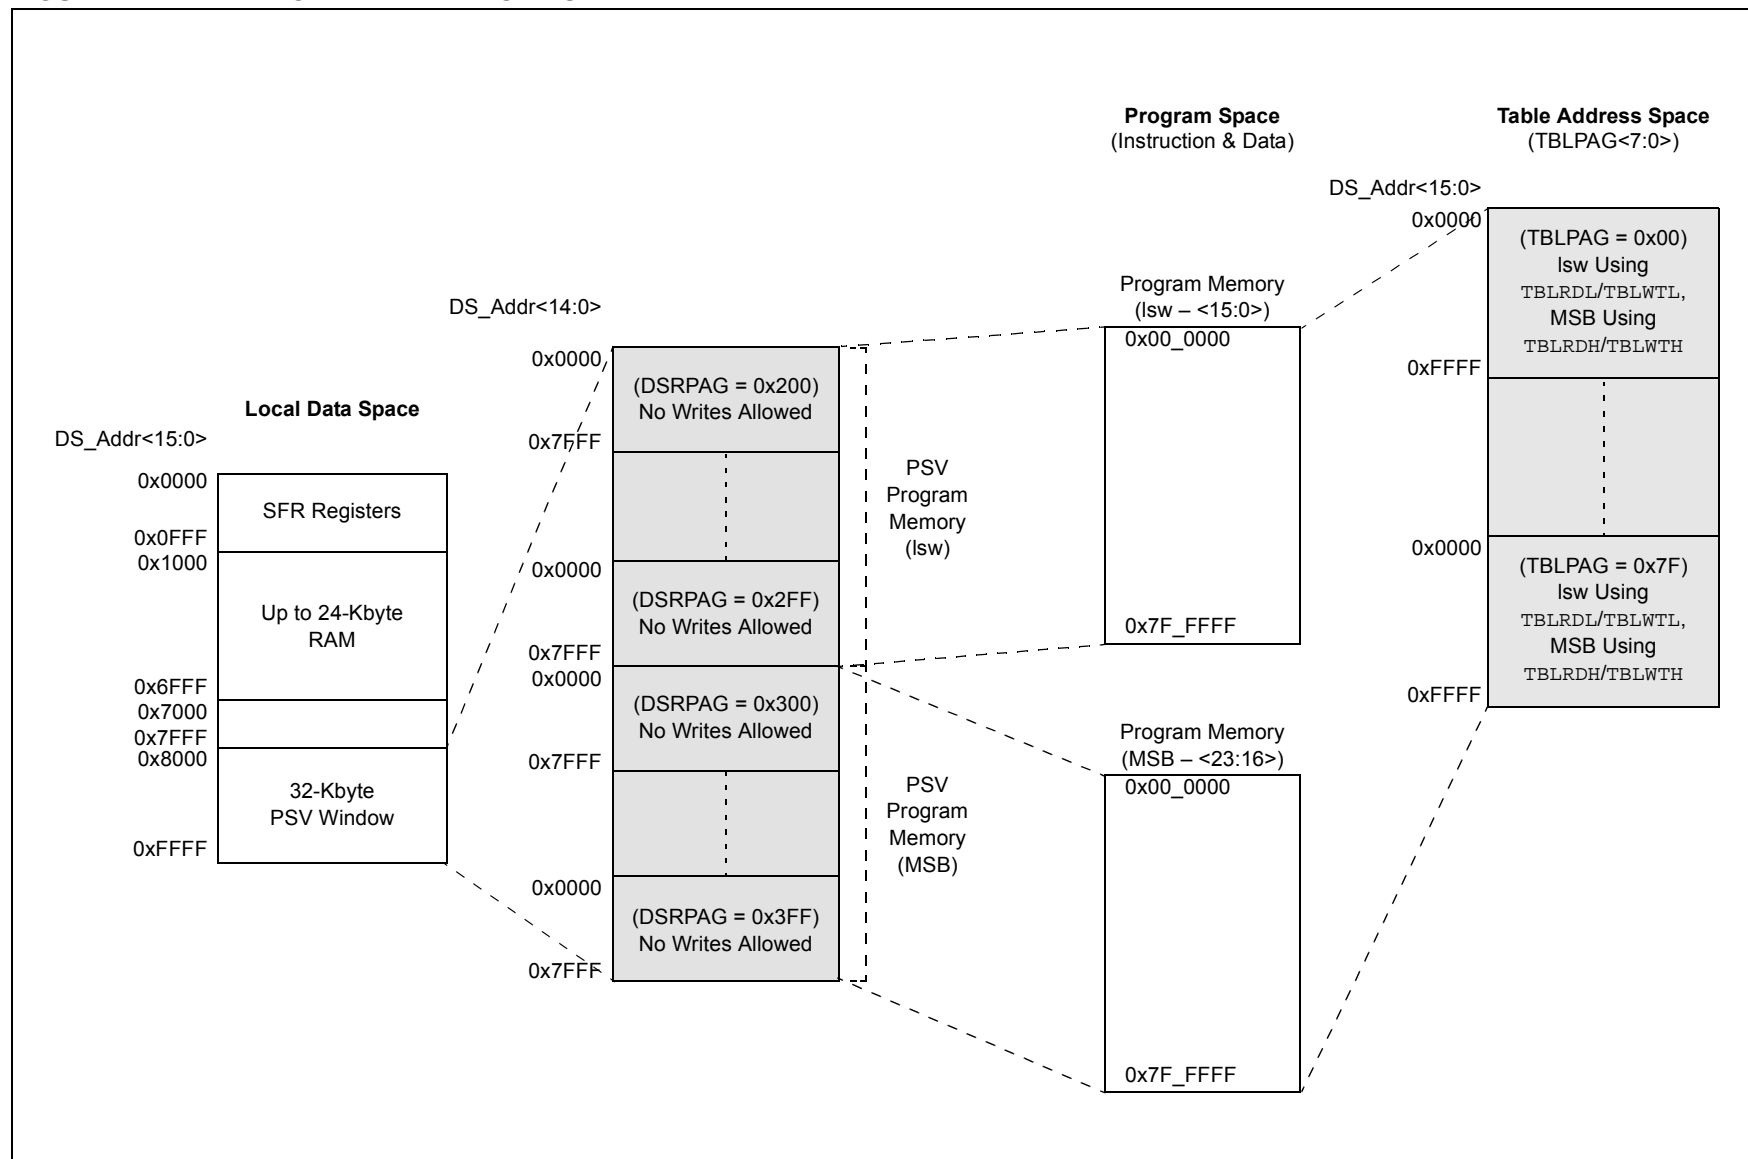 Local Data Space
DS_Addr<15:0>
0x0000
SFR Registers
0x0FFF
0x1000
Up to 24-Kbyte
RAM
0x6FFF
0x7000
0x7FFF
0x8000
32-Kbyte
PSV Window
0xFFFF
DS_Addr<14:0>
0x0000
(DSRPAG = 0x200)
No Writes Allowed
0x7FFF
0x0000
(DSRPAG = 0x2FF)
No Writes Allowed
0x7FFF
0x0000
(DSRPAG = 0x300)
No Writes Allowed
0x7FFF
0x0000
(DSRPAG = 0x3FF)
No Writes Allowed
0x7FFF
PSV
Program
Memory
(lsw)
PSV
Program
Memory
(MSB)
Program Space
(Instruction & Data)
Program Memory
(lsw – <15:0>)
0x00_0000
0x7F_FFFF
Program Memory
(MSB – <23:16>)
0x00_0000
0x7F_FFFF
Table Address Space
(TBLPAG<7:0>)
DS_Addr<15:0>
0x0000
(TBLPAG = 0x00)
lsw Using
TBLRDL/TBLWTL,
MSB Using
TBLRDH/TBLWTH
0xFFFF
0x0000
(TBLPAG = 0x7F)
lsw Using
TBLRDL/TBLWTL,
MSB Using
TBLRDH/TBLWTH
0xFFFF